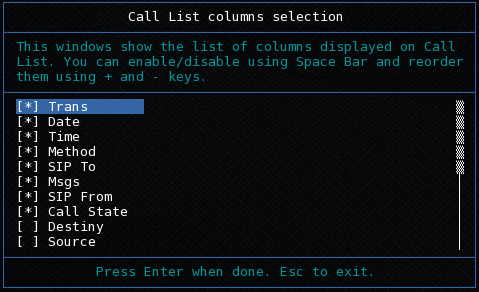 Call List columns selection
This windows show the list of columns displayed on Call
List. You can enable/disable using Space Bar and reorder
them using + and - keys.
[*] Trans
[*] Date
[*] Time
[*] Method
[*] SIP To
[*] Msgs
[*] SIP From
[*] Call State
[ ] Destiny
[ ] Source
Press Enter when done. Esc to exit.